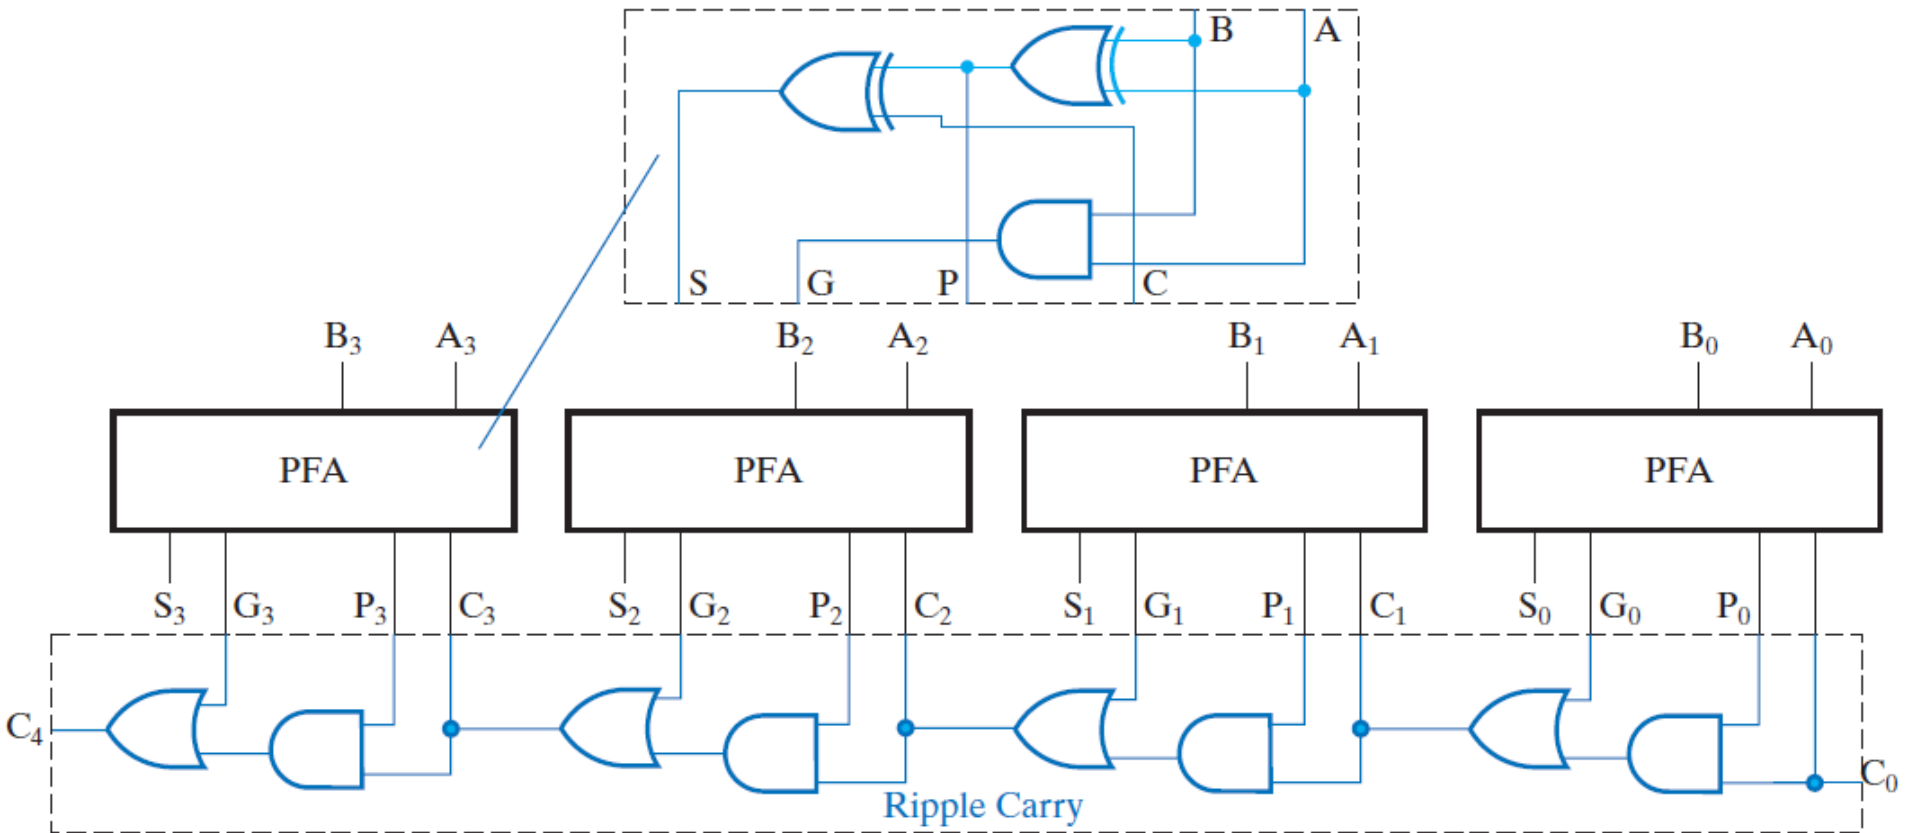 B A
S G P C
B₃ A₃ B₂ A₂ B₁ A₁ B₀ A₀
PFA PFA PFA PFA
S₃ G₃ P₃ C₃ S₂ G₂ P₂ C₂ S₁ G₁ P₁ C₁ S₀ G₀ P₀
C₄ C₀
Ripple Carry